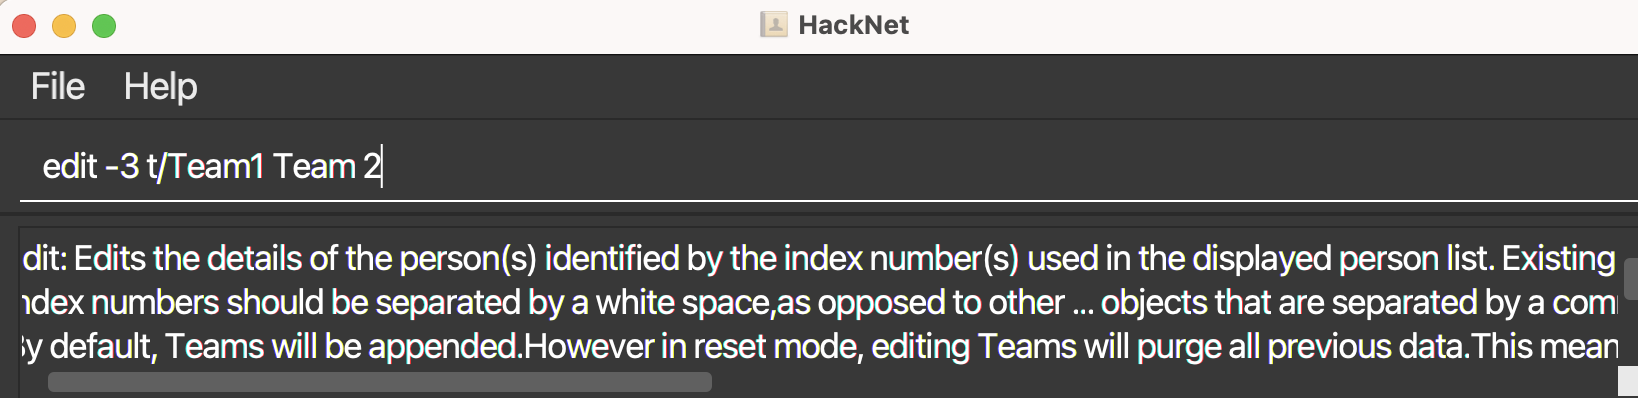 HackNet
File Help
edit -3 t/Team1 Team 2
dit: Edits the details of the person(s) identified by the index number(s) used in the displayed person list. Existing
ndex numbers should be separated by a white space,as opposed to other ... objects that are separated by a com
y default, Teams will be appended.However in reset mode, editing Teams will purge all previous data.This mean